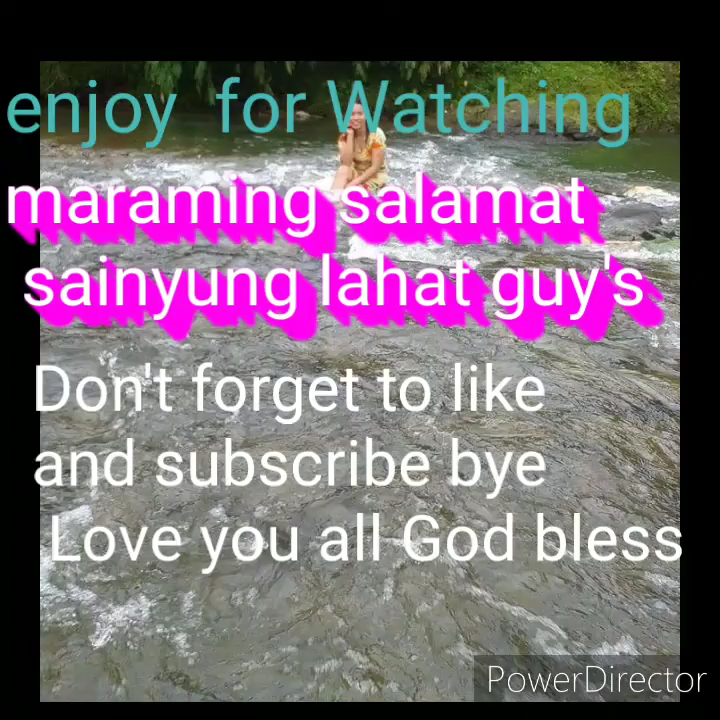 enjoy for Watching
maraming salamat
sainyung lahat guy's
Don't forget to like
and subscribe bye
Love you all God bless
PowerDirector